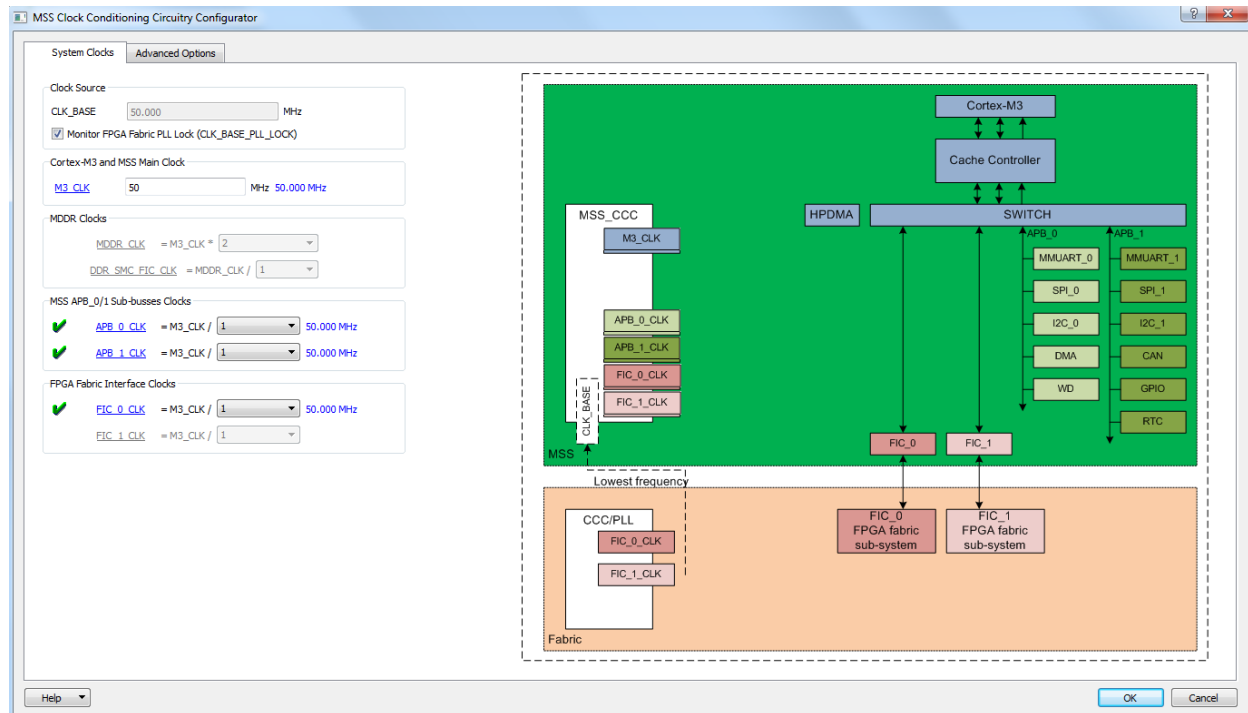 MSS Clock Conditioning Circuitry Configurator
System Clocks
Advanced Options
Clock Source
CLK_BASE 50.000 MHz
Monitor FPGA Fabric PLL Lock (CLK_BASE_PLL_LOCK)
Cortex-M3 and MSS Main Clock
M3_CLK 50 MHz 50.000 MHz
MDDR Clocks
MDDR_CLK = M3_CLK * 2
DDR_SMC_FIC_CLK = MDDR_CLK / 1
MSS APB_0/1 Sub-busses Clocks
APB_0_CLK = M3_CLK / 1 50.000 MHz
APB_1_CLK = M3_CLK / 1 50.000 MHz
FPGA Fabric Interface Clocks
FIC_0_CLK = M3_CLK / 1 50.000 MHz
FIC_1_CLK = M3_CLK / 1
Cortex-M3
Cache Controller
MSS_CCC
HPDMA
SWITCH
M3_CLK
APB_0
APB_1
MMUART_0
MMUART_1
SPI_0
SPI_1
APB_0_CLK
I2C_0
I2C_1
APB_1_CLK
DMA
CAN
FIC_0_CLK
WD
GPIO
FIC_1_CLK
RTC
CLK_BASE
FIC_0
FIC_1
MSS
Lowest frequency
CCC/PLL
FIC_0_CLK
FIC_1_CLK
FIC_0
FPGA fabric
sub-system
FIC_1
FPGA fabric
sub-system
Fabric
Help
OK
Cancel